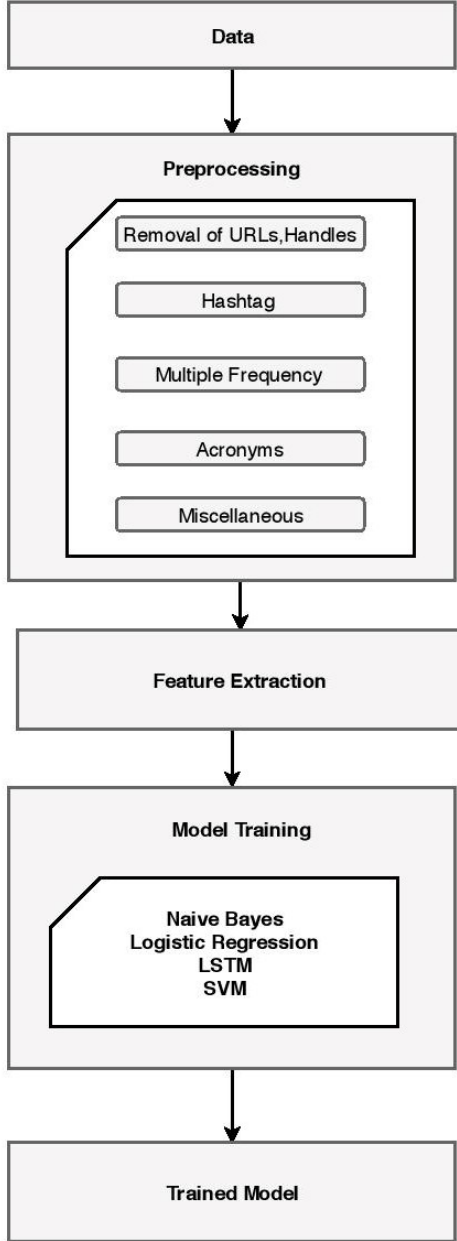 Data
Preprocessing
Removal of URLs,Handles
Hashtag
Multiple Frequency
Acronyms
Miscellaneous
Feature Extraction
Model Training
Naive Bayes
Logistic Regression
LSTM
SVM
Trained Model